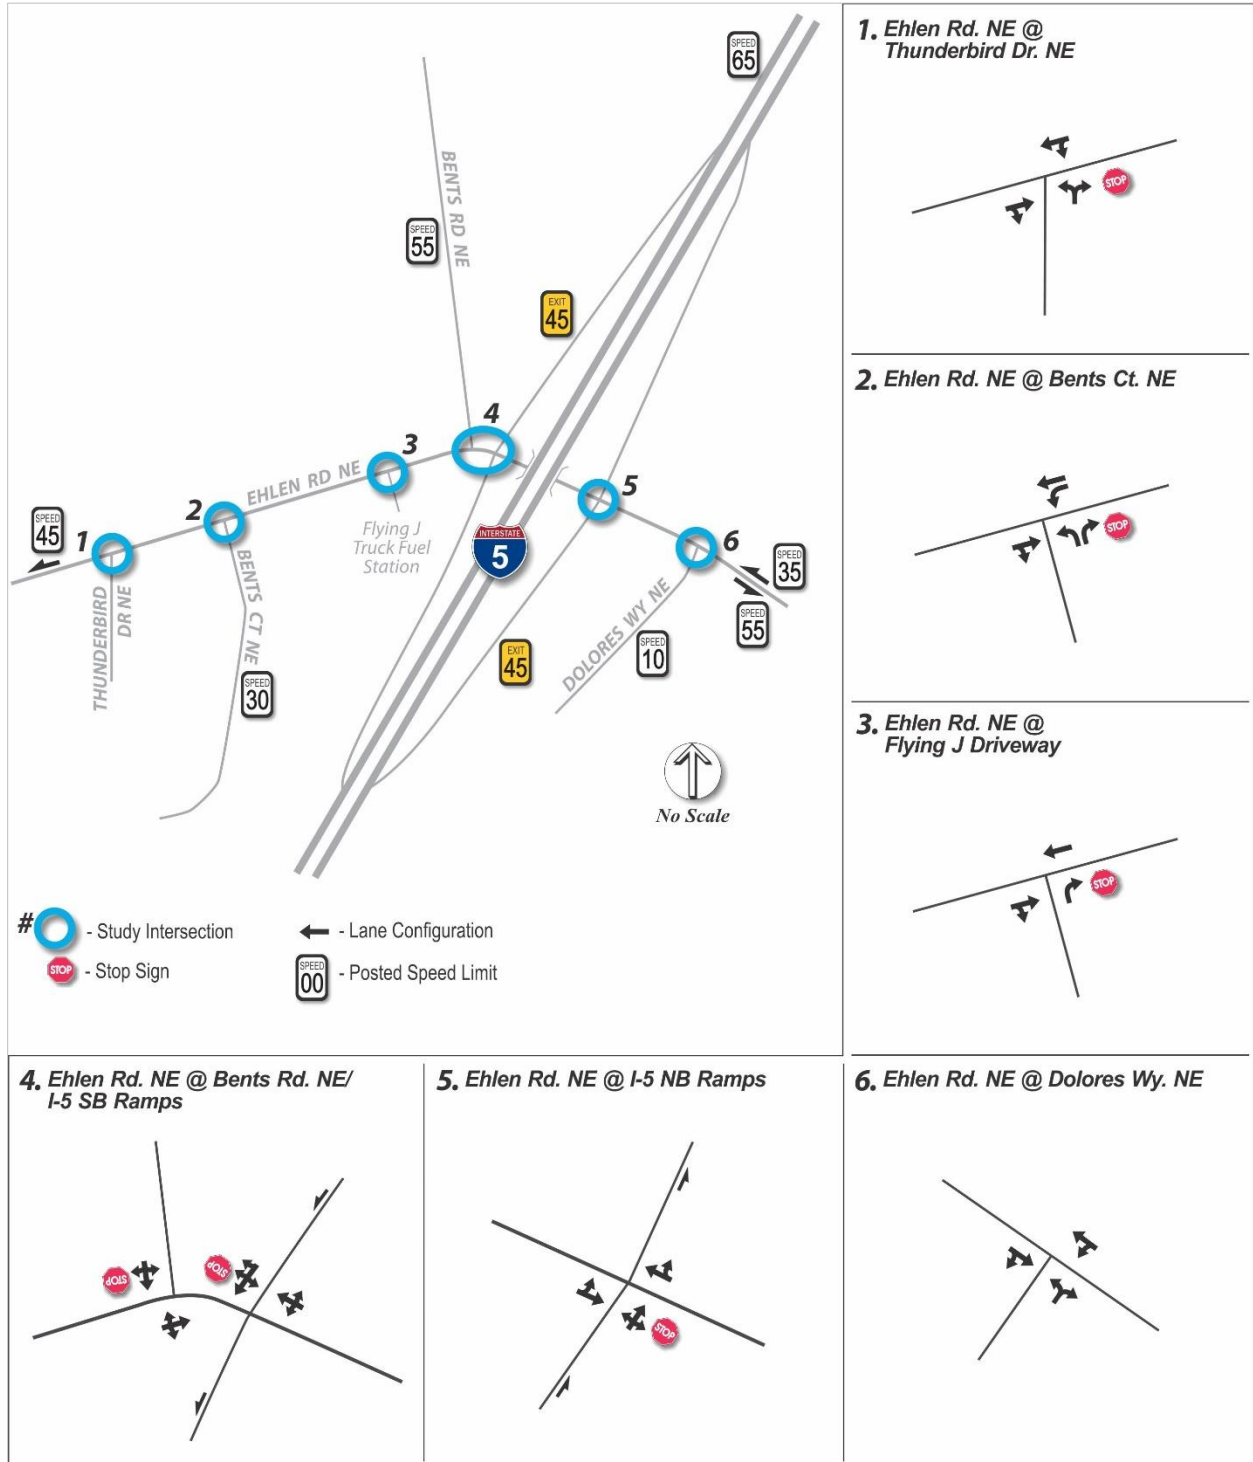 SPEED
65
BENTS RD NE
SPEED
55
EXIT
45
4
3
EHLEN RD NE
2
SPEED
45
1
5
Flying J
Truck Fuel
Station
INTERSTATE
5
6
SPEED
35
SPEED
55
THUNDERBIRD
DR NE
BENTS CT NE
SPEED
30
EXIT
45
DOLORES WY NE
SPEED
10
No Scale
# - Study Intersection
STOP - Stop Sign
- Lane Configuration
SPEED
00
- Posted Speed Limit
1. Ehlen Rd. NE @
Thunderbird Dr. NE
STOP
2. Ehlen Rd. NE @ Bents Ct. NE
STOP
3. Ehlen Rd. NE @
Flying J Driveway
STOP
4. Ehlen Rd. NE @ Bents Rd. NE/
I-5 SB Ramps
STOP
STOP
5. Ehlen Rd. NE @ I-5 NB Ramps
STOP
6. Ehlen Rd. NE @ Dolores Wy. NE